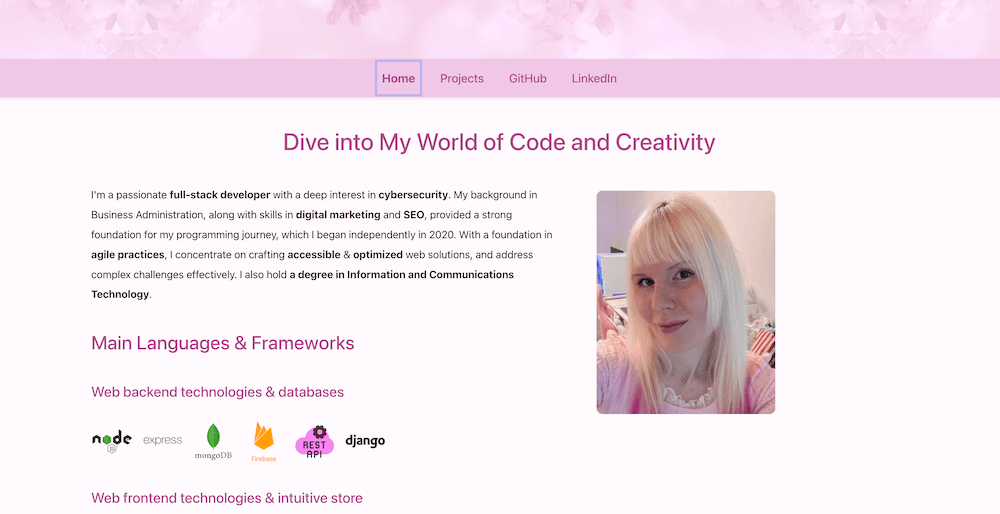 Home Projects GitHub LinkedIn
Dive into My World of Code and Creativity
I'm a passionate full-stack developer with a deep interest in cybersecurity. My background in
Business Administration, along with skills in digital marketing and SEO, provided a strong
foundation for my programming journey, which I began independently in 2020. With a foundation in
agile practices, I concentrate on crafting accessible & optimized web solutions, and address
complex challenges effectively. I also hold a degree in Information and Communications
Technology.
Main Languages & Frameworks
Web backend technologies & databases
node
JS
express
mongoDB
Firebase
REST
API
django
Web frontend technologies & intuitive store